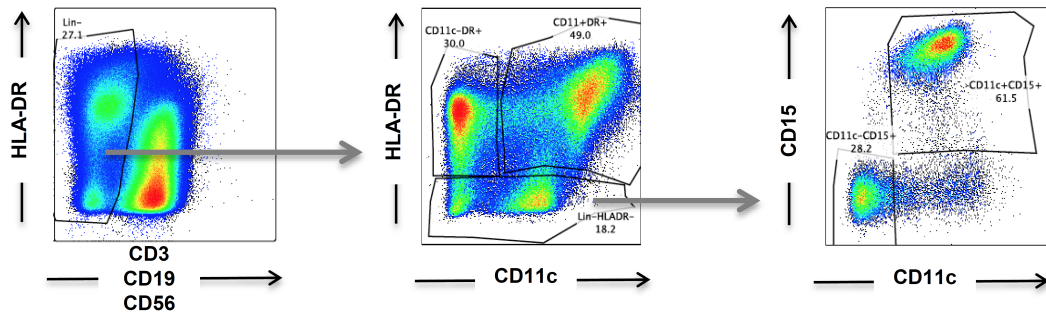 HLA-DR
Lin-
27.1
CD3
CD19
CD56
HLA-DR
CD11c-DR+
30.0
CD11+DR+
49.0
Lin-HLADR-
18.2
CD11c
CD15
CD11c+CD15+
61.5
CD11c-CD15+
28.2
CD11c